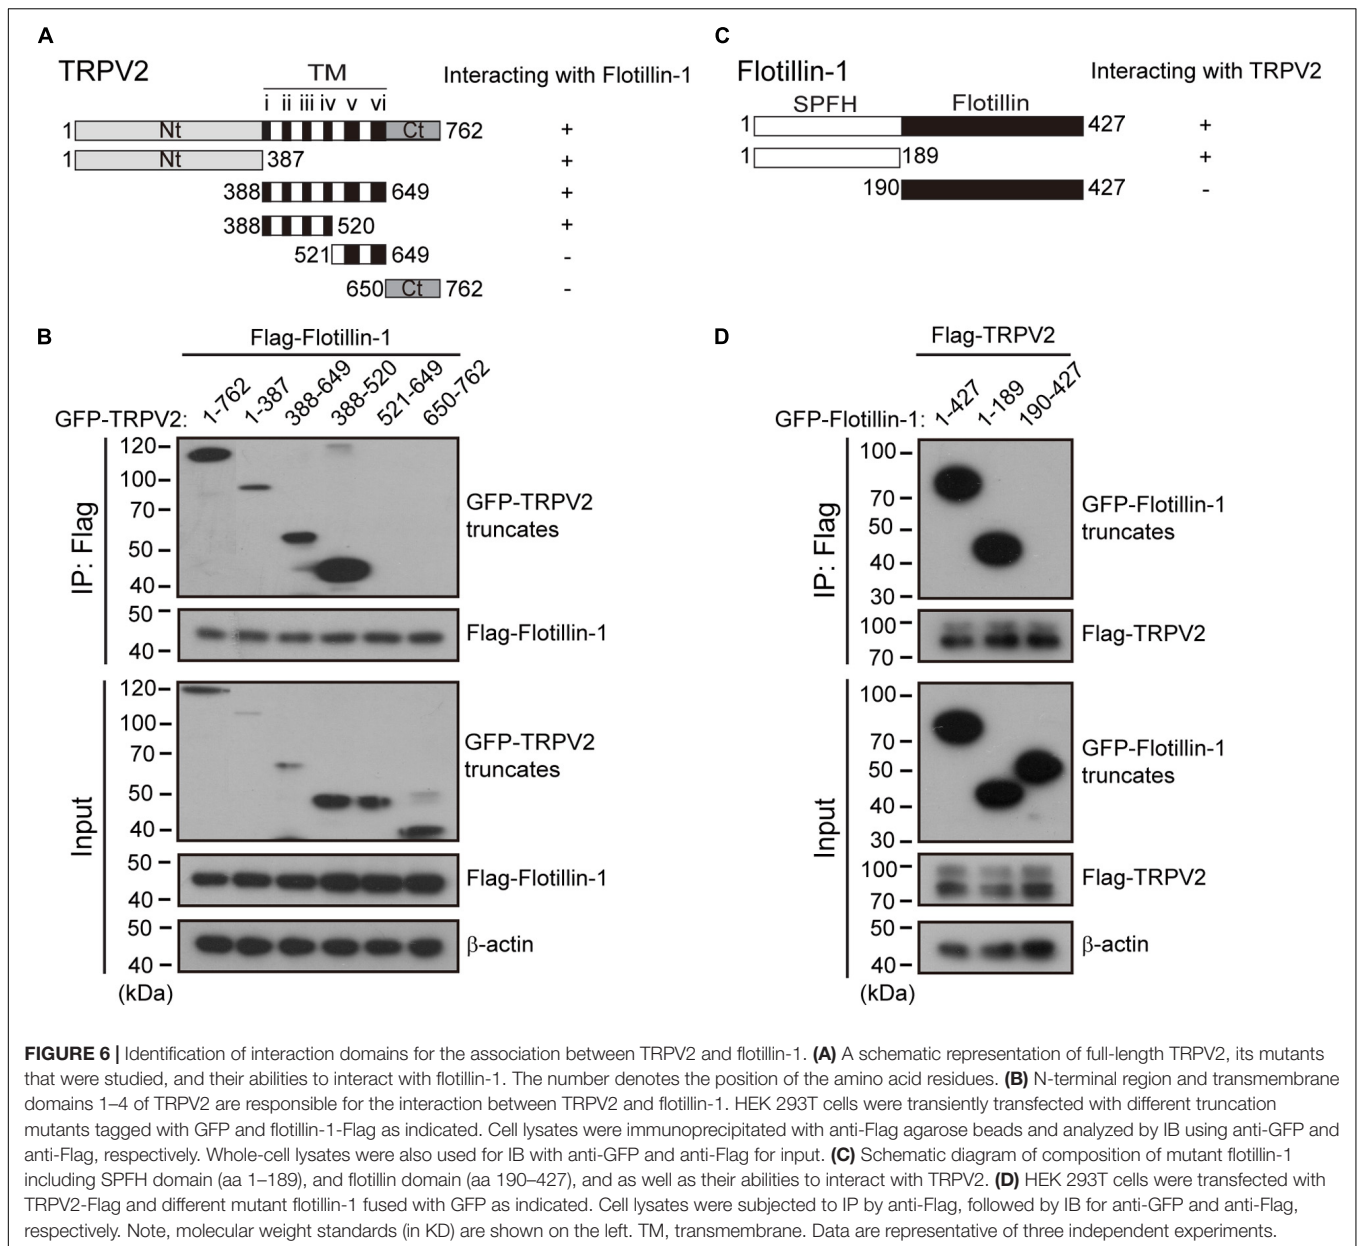 A
TRPV2
TM
Interacting with Flotillin-1
i ii iii iv v vi
1 Nt Ct 762 +
1 Nt 387 +
388 649 +
388 520 +
521 649 -
650 Ct 762 -
C
Flotillin-1
Interacting with TRPV2
SPFH Flotillin
1 427 +
1 189 +
190 427 -
B
Flag-Flotillin-1
GFP-TRPV2: 1-762 1-387 388-649 388-520 521-649 650-762
IP: Flag
120
100
70
50
40
GFP-TRPV2
truncates
50
40
Flag-Flotillin-1
Input
120
100
70
50
40
GFP-TRPV2
truncates
50
40
Flag-Flotillin-1
50
40
β-actin
(kDa)
D
Flag-TRPV2
GFP-Flotillin-1: 1-427 1-189 190-427
IP: Flag
100
70
50
40
30
GFP-Flotillin-1
truncates
100
70
Flag-TRPV2
Input
100
70
50
40
30
GFP-Flotillin-1
truncates
100
70
Flag-TRPV2
50
40
β-actin
(kDa)
FIGURE 6 | Identification of interaction domains for the association between TRPV2 and flotillin-1. (A) A schematic representation of full-length TRPV2, its mutants
that were studied, and their abilities to interact with flotillin-1. The number denotes the position of the amino acid residues. (B) N-terminal region and transmembrane
domains 1–4 of TRPV2 are responsible for the interaction between TRPV2 and flotillin-1. HEK 293T cells were transiently transfected with different truncation
mutants tagged with GFP and flotillin-1-Flag as indicated. Cell lysates were immunoprecipitated with anti-Flag agarose beads and analyzed by IB using anti-GFP and
anti-Flag, respectively. Whole-cell lysates were also used for IB with anti-GFP and anti-Flag for input. (C) Schematic diagram of composition of mutant flotillin-1
including SPFH domain (aa 1–189), and flotillin domain (aa 190–427), and as well as their abilities to interact with TRPV2. (D) HEK 293T cells were transfected with
TRPV2-Flag and different mutant flotillin-1 fused with GFP as indicated. Cell lysates were subjected to IP by anti-Flag, followed by IB for anti-GFP and anti-Flag,
respectively. Note, molecular weight standards (in KD) are shown on the left. TM, transmembrane. Data are representative of three independent experiments.